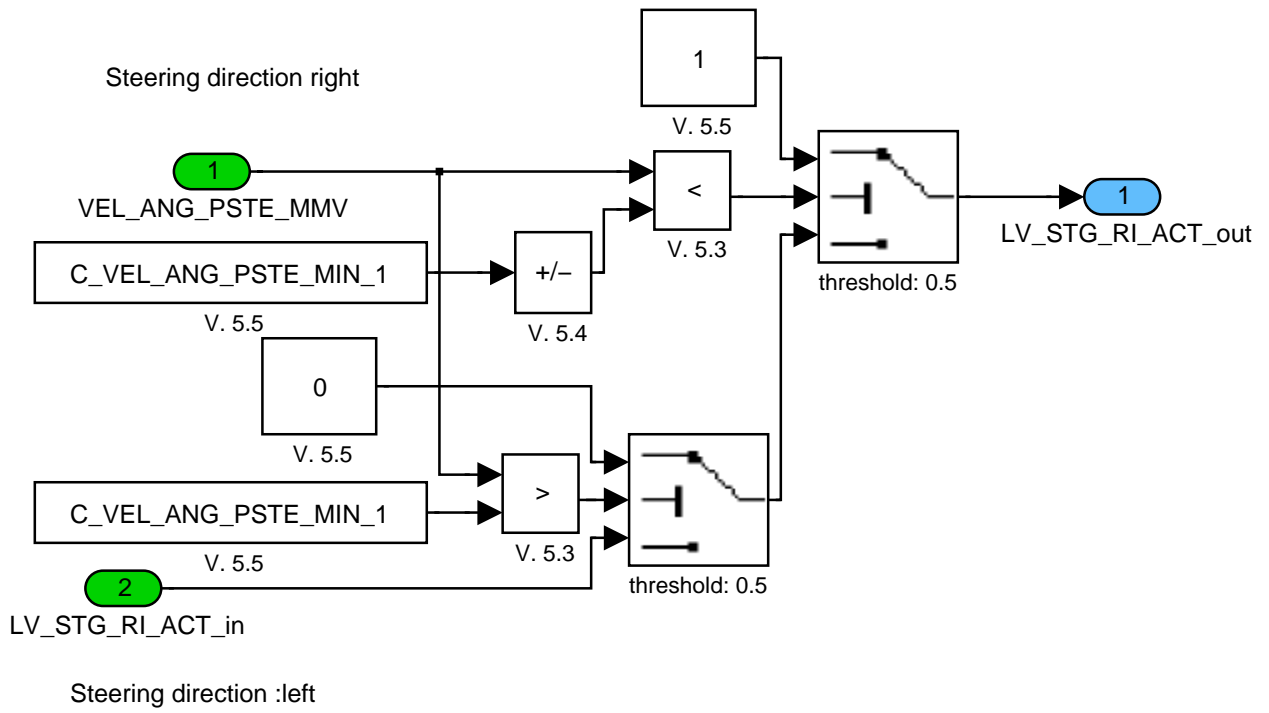 1
Steering direction right
V. 5.5
1
<
VEL_ANG_PSTE_MMV
1
LV_STG_RI_ACT_out
V. 5.3
C_VEL_ANG_PSTE_MIN_1
+/−
threshold: 0.5
V. 5.5
V. 5.4
0
V. 5.5
>
C_VEL_ANG_PSTE_MIN_1
V. 5.3
V. 5.5
threshold: 0.5
2
LV_STG_RI_ACT_in
Steering direction :left